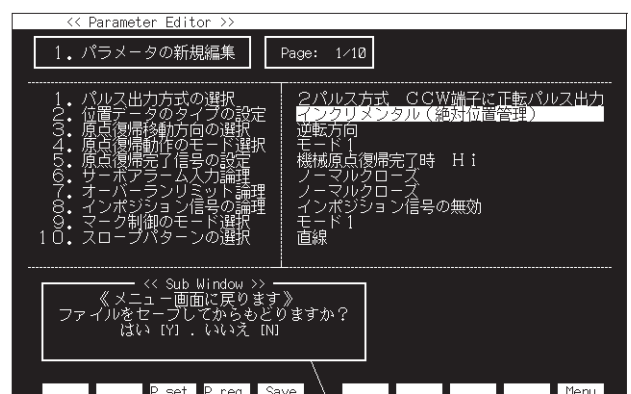 << Parameter Editor >>
1．パラメータの新規編集
Page: 1/10
1．パルス出力方式の選択 2パルス方式 CCW端子に正転パルス出力
2．位置データのタイプの設定 インクリメンタル(絶対位置管理)
3．原点復帰移動方向の選択 逆転方向
4．原点復帰動作のモード選択 モード1
5．原点復帰完了信号の設定 機械原点復帰完了時 Hi
6．サーボアラーム入力論理 ノーマルクローズ
7．オーバーランリミット論理 ノーマルクローズ
8．インポジション信号の論理 インポジション信号の無効
9．マーク制御のモード選択 モード1
10．スロープパターンの選択 直線
<< Sub Window >>
《メニュー画面に戻ります》
ファイルをセーブしてからもどりますか？
はい [Y] . いいえ [N]
P.set P.req Save Menu